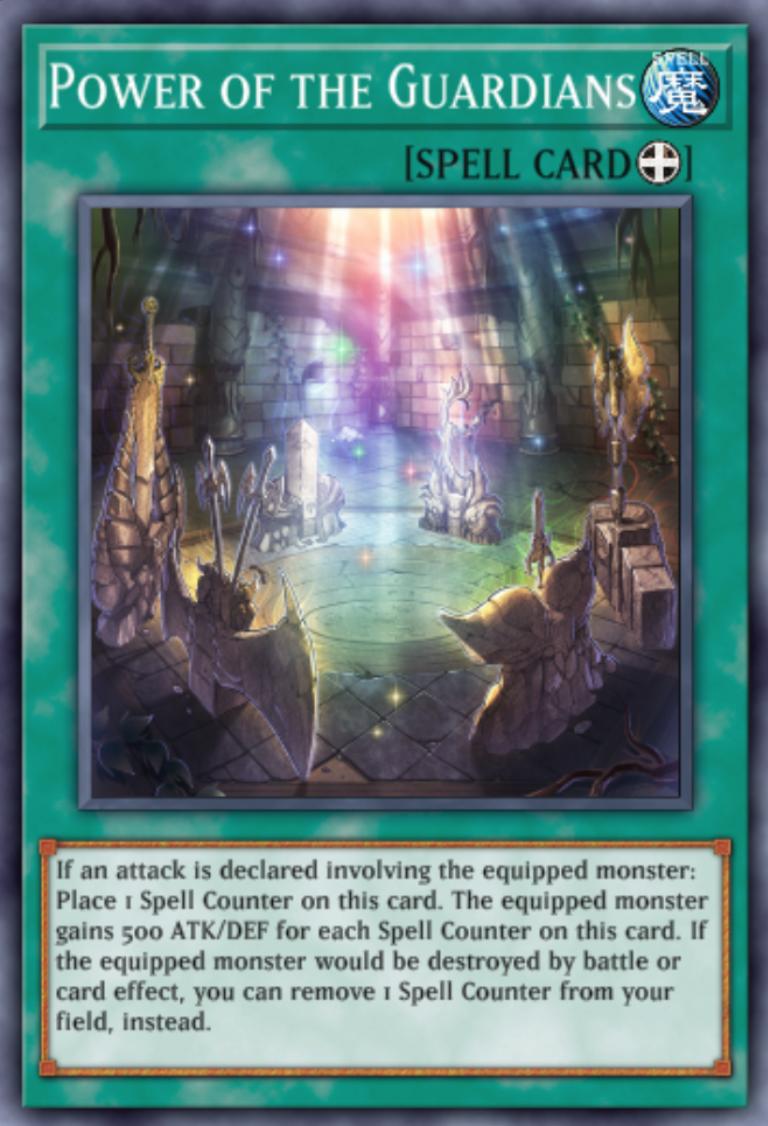 POWER OF THE GUARDIANS
SPELL
魔
[SPELL CARD]
If an attack is declared involving the equipped monster:
Place 1 Spell Counter on this card. The equipped monster
gains 500 ATK/DEF for each Spell Counter on this card. If
the equipped monster would be destroyed by battle or
card effect, you can remove 1 Spell Counter from your
field, instead.